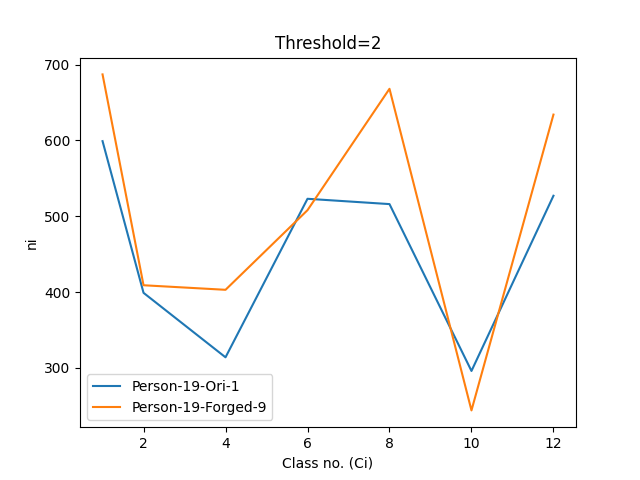 Threshold=2
700
600
500
400
300
ni
Person-19-Ori-1
Person-19-Forged-9
2 4 6 8 10 12
Class no. (Ci)